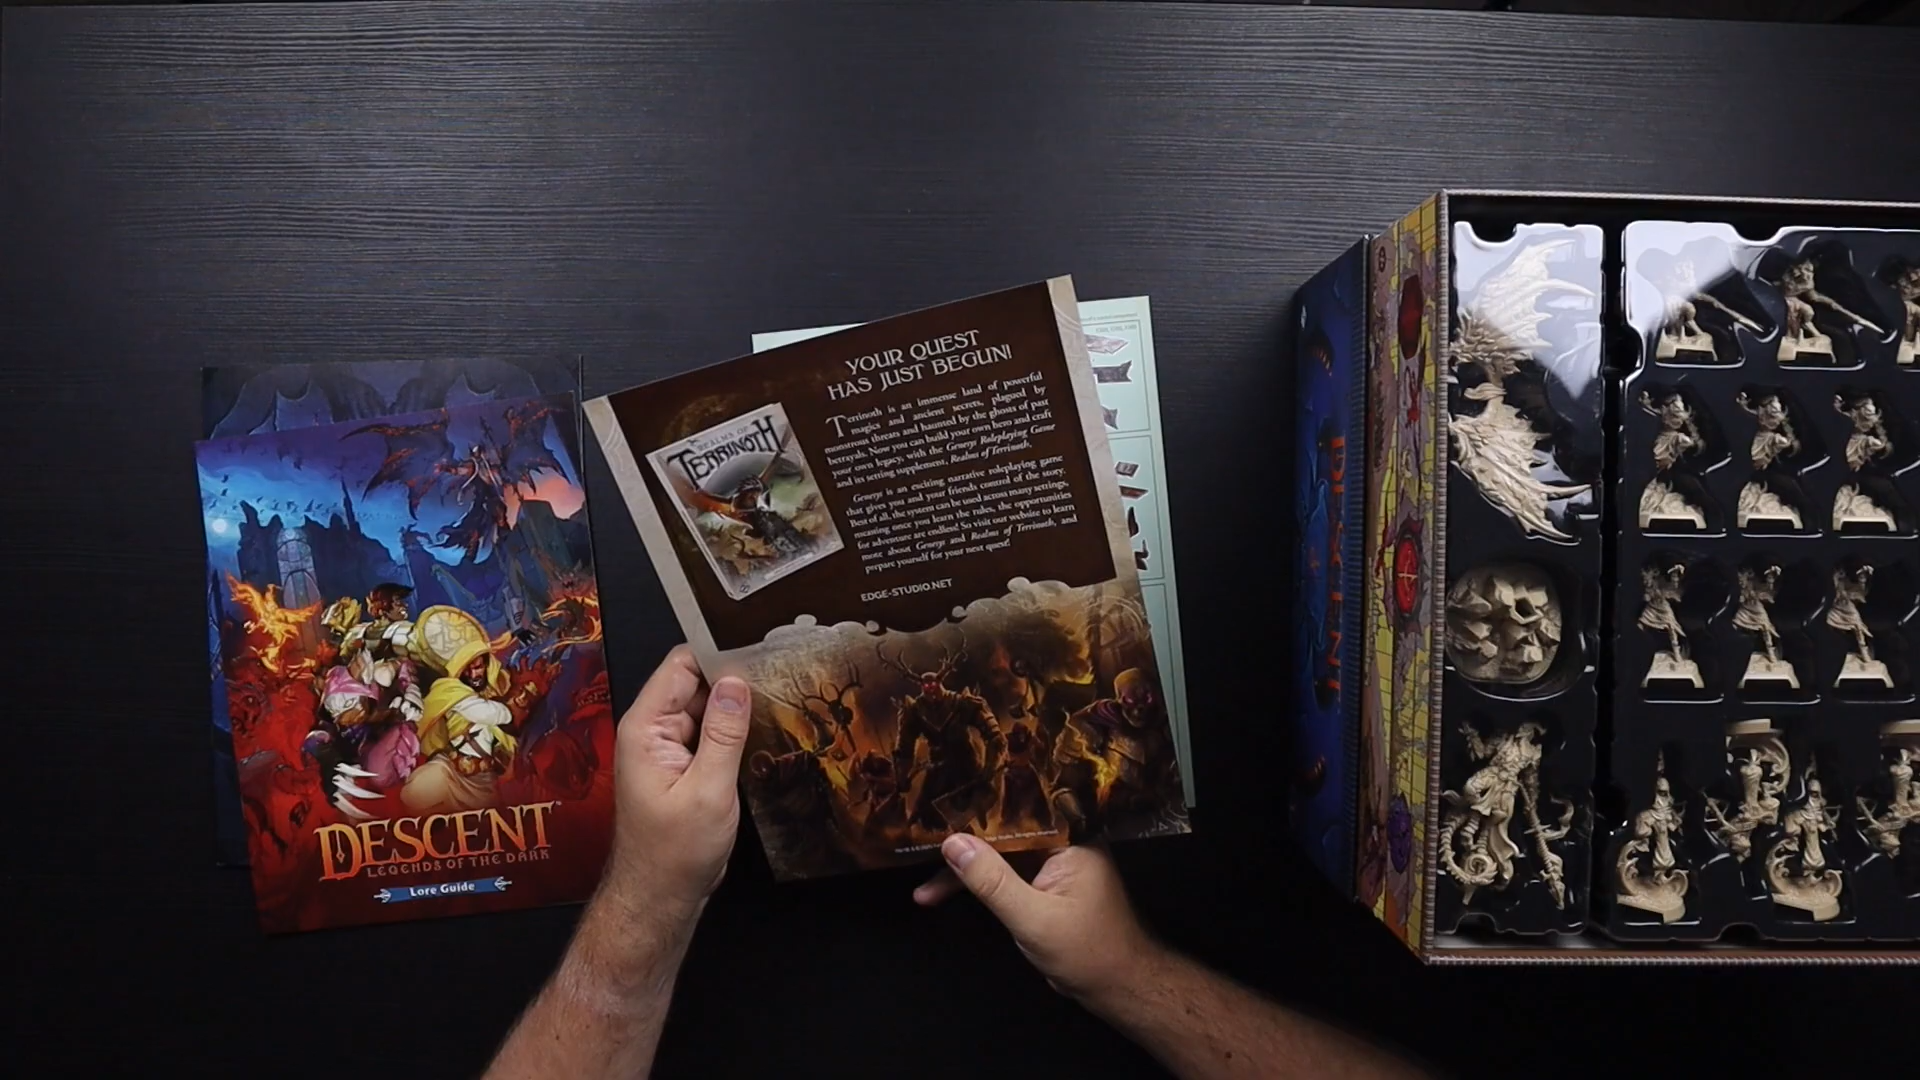 YOUR QUEST
HAS JUST BEGUN!
Terrinoth is an immense land of powerful
magics and ancient secrets, plagued by
monstrous threats and haunted by the ghosts of past
betrayals. Now you can build your own hero and craft
your own legacy, with the Genesys Roleplaying Game
and its setting supplement, Realms of Terrinoth.
Genesys is an exciting narrative roleplaying game
that gives you and your friends control of the story.
Best of all, the system can be used across many settings,
meaning once you learn the rules, the opportunities
for adventure are endless! So visit our website to learn
more about Genesys and Realms of Terrinoth, and
prepare yourself for your next quest!
EDGE-STUDIO.NET
REALMS OF
TERRINOTH
DESCENT
LEGENDS OF THE DARK
Lore Guide